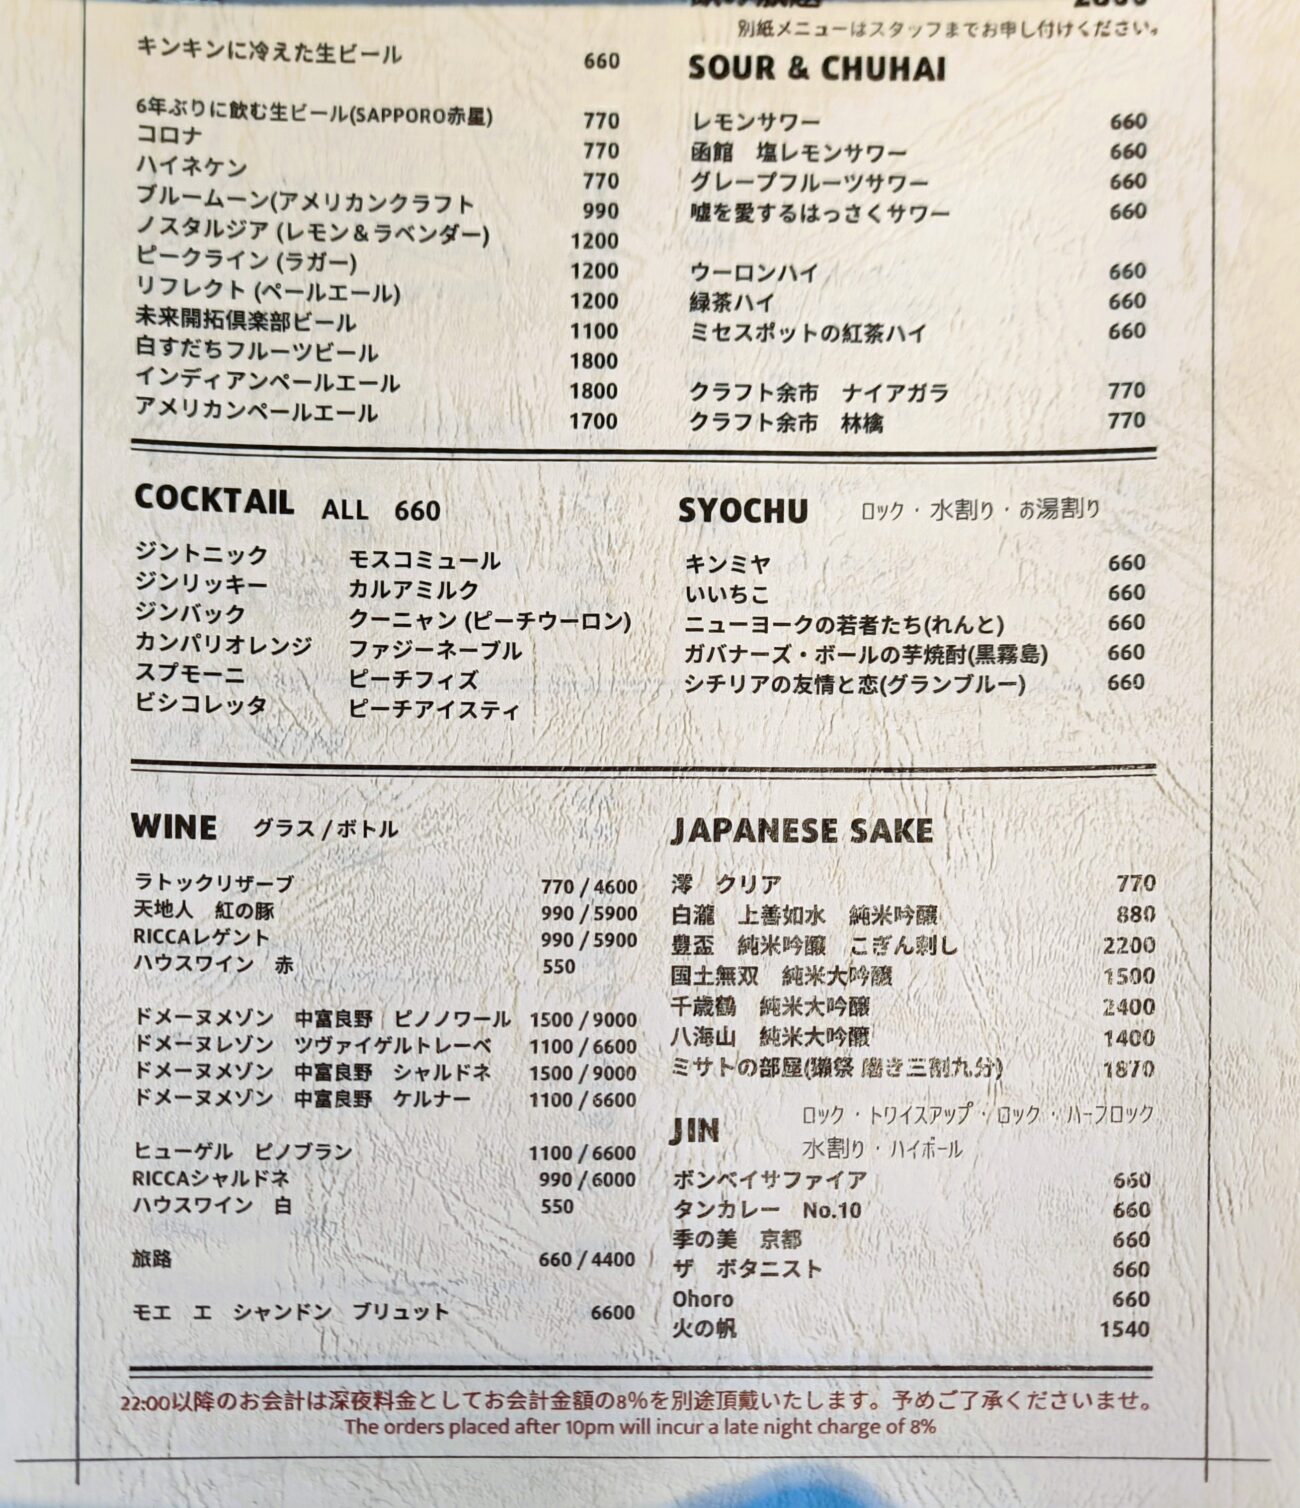 別紙メニューはスタッフまでお申し付けください。
キンキンに冷えた生ビール 660
6年ぶりに飲む生ビール(SAPPORO赤星) 770
コロナ 770
ハイネケン 770
ブルームーン(アメリカンクラフト 990
ノスタルジア (レモン&ラベンダー) 1200
ピークライン (ラガー) 1200
リフレクト (ペールエール) 1200
未来開拓倶楽部ビール 1100
白すだちフルーツビール 1800
インディアンペールエール 1800
アメリカンペールエール 1700
SOUR & CHUHAI
レモンサワー 660
函館 塩レモンサワー 660
グレープフルーツサワー 660
嘘を愛するはっさくサワー 660
ウーロンハイ 660
緑茶ハイ 660
ミセスポットの紅茶ハイ 660
クラフト余市 ナイアガラ 770
クラフト余市 林檎 770
COCKTAIL ALL 660
ジントニック モスコミュール
ジンリッキー カルアミルク
ジンバック クーニャン (ピーチウーロン)
カンパリオレンジ ファジーネーブル
スプモーニ ピーチフィズ
ビシコレッタ ピーチアイスティ
SYOCHU ロック・水割り・お湯割り
キンミヤ 660
いいちこ 660
ニューヨークの若者たち(れんと) 660
ガバナーズ・ボールの芋焼酎(黒霧島) 660
シチリアの友情と恋(グランブルー) 660
WINE グラス / ボトル
ラトックリザーブ 770 / 4600
天地人 紅の豚 990 / 5900
RICCAレゲント 990 / 5900
ハウスワイン 赤 550
ドメーヌメゾン 中富良野 ピノノワール 1500 / 9000
ドメーヌレゾン ツヴァイゲルトレーベ 1100 / 6600
ドメーヌメゾン 中富良野 シャルドネ 1500 / 9000
ドメーヌメゾン 中富良野 ケルナー 1100 / 6600
ヒューゲル ピノブラン 1100 / 6600
RICCAシャルドネ 990 / 6000
ハウスワイン 白 550
旅路 660 / 4400
モエ エ シャンドン ブリュット 6600
JAPANESE SAKE
澪 クリア 770
白瀧 上善如水 純米吟醸 880
豊盃 純米吟醸 こぎん刺し 2200
国士無双 純米大吟醸 1500
千歳鶴 純米大吟醸 2400
八海山 純米大吟醸 1400
ミサトの部屋(獺祭 磨き三割九分) 1870
JIN ロック・トワイスアップ・ロック・ハーフロック
水割り・ハイボール
ボンベイサファイア 660
タンカレー No.10 660
季の美 京都 660
ザ ボタニスト 660
Ohoro 660
火の帆 1540
22:00以降のお会計は深夜料金としてお会計金額の8%を別途頂戴いたします。予めご了承くださいませ。
The orders placed after 10pm will incur a late night charge of 8%